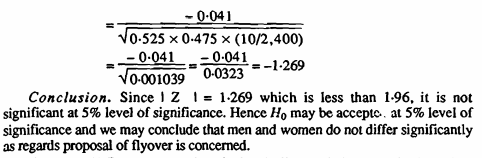 = - 0·041 / √0·525 × 0·475 × (10/2,400)
= - 0·041 / √0·001039 = - 0·041 / 0·0323 = - 1·269
Conclusion. Since | Z | = 1·269 which is less than 1·96, it is not
significant at 5% level of significance. Hence H₀ may be accepte.. at 5% level of
significance and we may conclude that men and women do not differ significantly
as regards proposal of flyover is concerned.